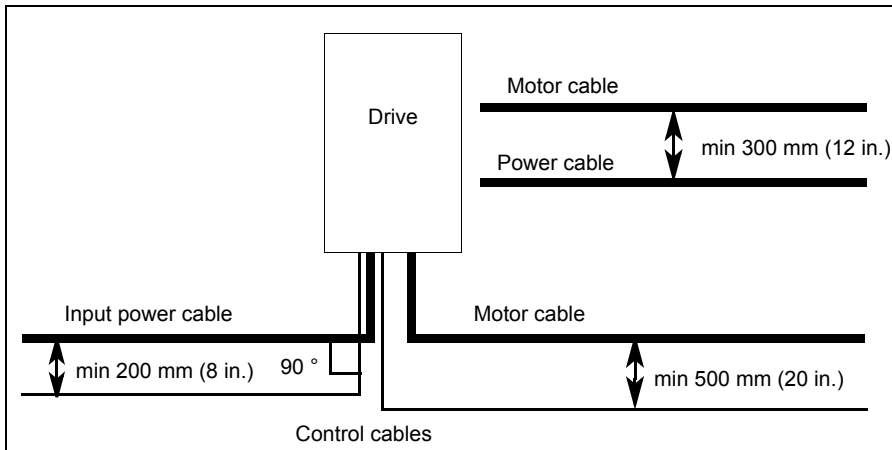 Drive
Motor cable
min 300 mm (12 in.)
Power cable
Input power cable
Motor cable
min 200 mm (8 in.)
90 °
min 500 mm (20 in.)
Control cables